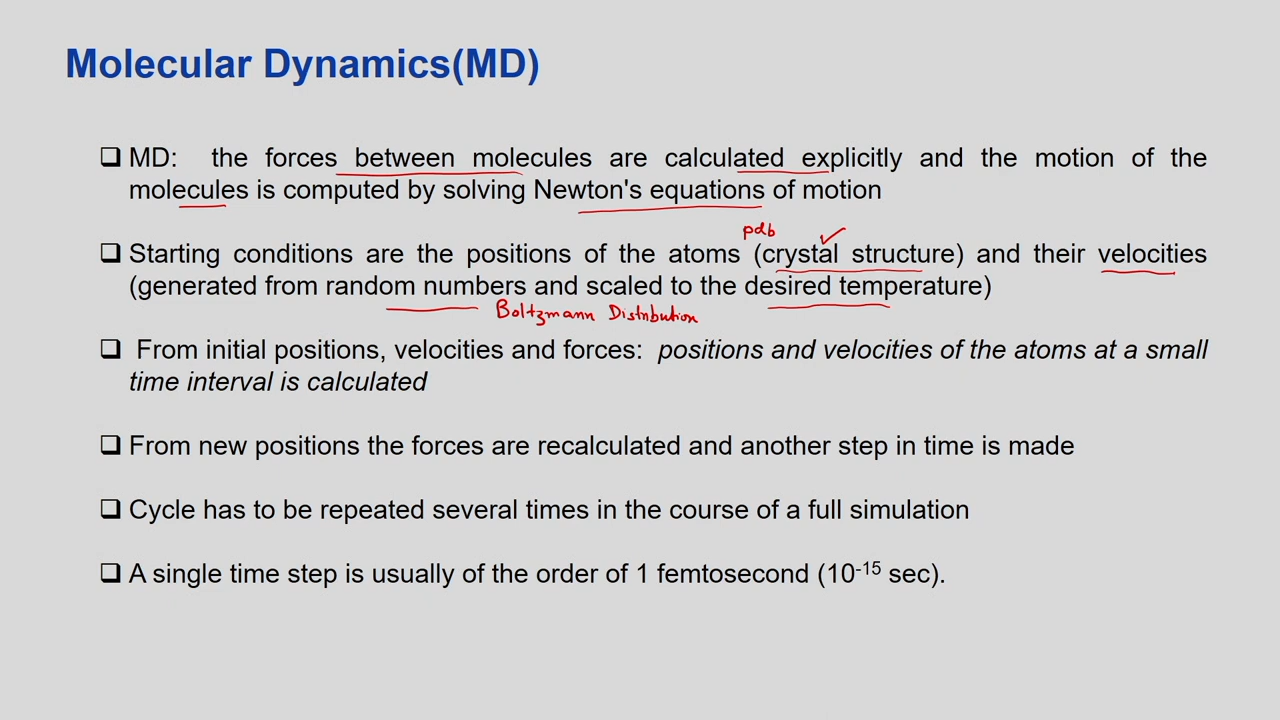 Molecular Dynamics(MD)
❑ MD: the forces between molecules are calculated explicitly and the motion of the
molecules is computed by solving Newton's equations of motion
pdb
❑ Starting conditions are the positions of the atoms (crystal structure) and their velocities
(generated from random numbers and scaled to the desired temperature)
Boltzmann Distribution
❑ From initial positions, velocities and forces: positions and velocities of the atoms at a small
time interval is calculated
❑ From new positions the forces are recalculated and another step in time is made
❑ Cycle has to be repeated several times in the course of a full simulation
❑ A single time step is usually of the order of 1 femtosecond (10⁻¹⁵ sec).